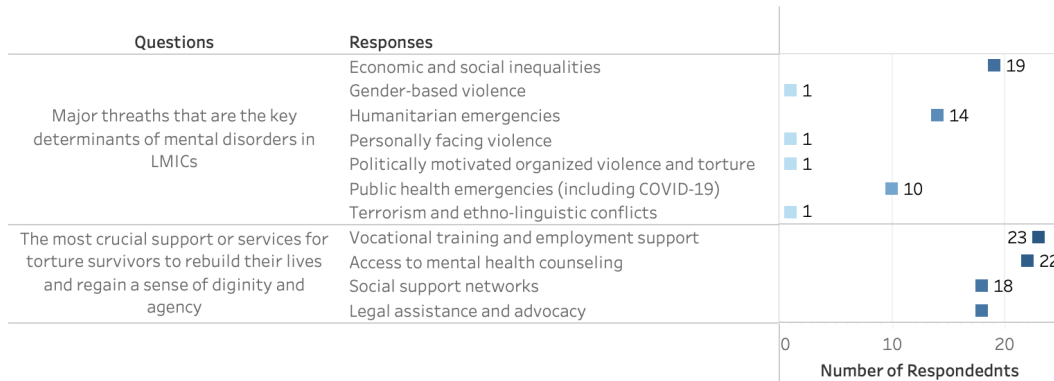 Questions Responses
Major threaths that are the key
determinants of mental disorders in
LMICs
Economic and social inequalities 19
Gender-based violence 1
Humanitarian emergencies 14
Personally facing violence 1
Politically motivated organized violence and torture 1
Public health emergencies (including COVID-19) 10
Terrorism and ethno-linguistic conflicts 1
The most crucial support or services for
torture survivors to rebuild their lives
and regain a sense of diginity and
agency
Vocational training and employment support 23
Access to mental health counseling 22
Social support networks 18
Legal assistance and advocacy
0 10 20
Number of Respondednts